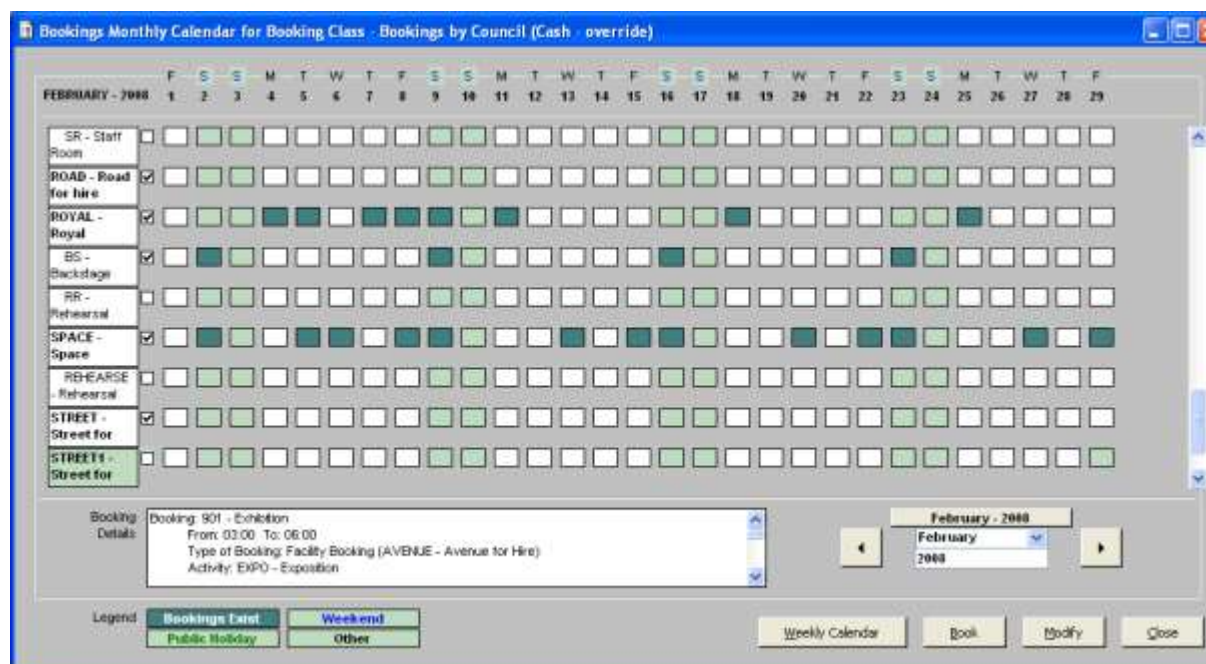 Bookings Monthly Calendar for Booking Class - Bookings by Council (Cash - override)
F S S M T W T F S S M T W T F S S M T W T F S S M T W T F
FEBRUARY - 2008 1 2 3 4 5 6 7 8 9 10 11 12 13 14 15 16 17 18 19 20 21 22 23 24 25 26 27 28 29
SR - Staff
Room
ROAD - Road
for hire
ROYAL -
Royal
BS -
Backstage
RR -
Rehearsal
SPACE -
Space
REHEARSE
- Rehearsal
STREET -
Street for
STREET1 -
Street for
Booking
Details
Booking: 901 - Exhibition
From: 03:00 To: 06:00
Type of Booking: Facility Booking (AVENUE - Avenue for Hire)
Activity: EXPO - Exposition
February - 2008
February
2008
Legend
Bookings Exist
Weekend
Public Holiday
Other
Weekly Calendar
Book
Modify
Close